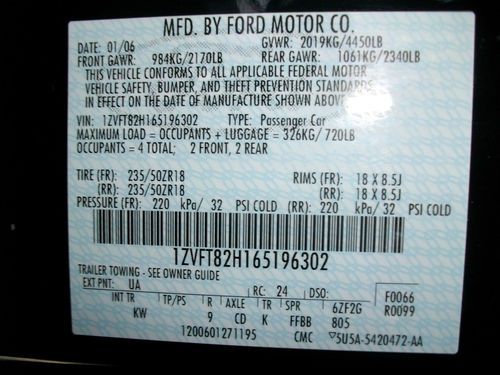 MFD. BY FORD MOTOR CO.
DATE: 01/06 GVWR: 2019KG/4450LB
FRONT GAWR: 984KG/2170LB REAR GAWR: 1061KG/2340LB
THIS VEHICLE CONFORMS TO ALL APPLICABLE FEDERAL MOTOR
VEHICLE SAFETY, BUMPER, AND THEFT PREVENTION STANDARDS
IN EFFECT ON THE DATE OF MANUFACTURE SHOWN ABOVE.
VIN: 1ZVFT82H165196302 TYPE: Passenger Car
MAXIMUM LOAD = OCCUPANTS + LUGGAGE = 326KG/720LB
OCCUPANTS = 4 TOTAL: 2 FRONT, 2 REAR
TIRE (FR): 235/50ZR18 RIMS (FR): 18 X 8.5J
(RR): 235/50ZR18 (RR): 18 X 8.5J
PRESSURE (FR): 220 kPa/ 32 PSI COLD (RR): 220 kPa/ 32 PSI COLD
1ZVFT82H165196302
TRAILER TOWING - SEE OWNER GUIDE
EXT PNT: UA RC: 24 DSO: F0066
INT TR TP/PS R AXLE TR SPR 6ZF2G R0099
KW 9 CD K FFBB 805
1200601271195 CMC 5U5A-5420472-AA